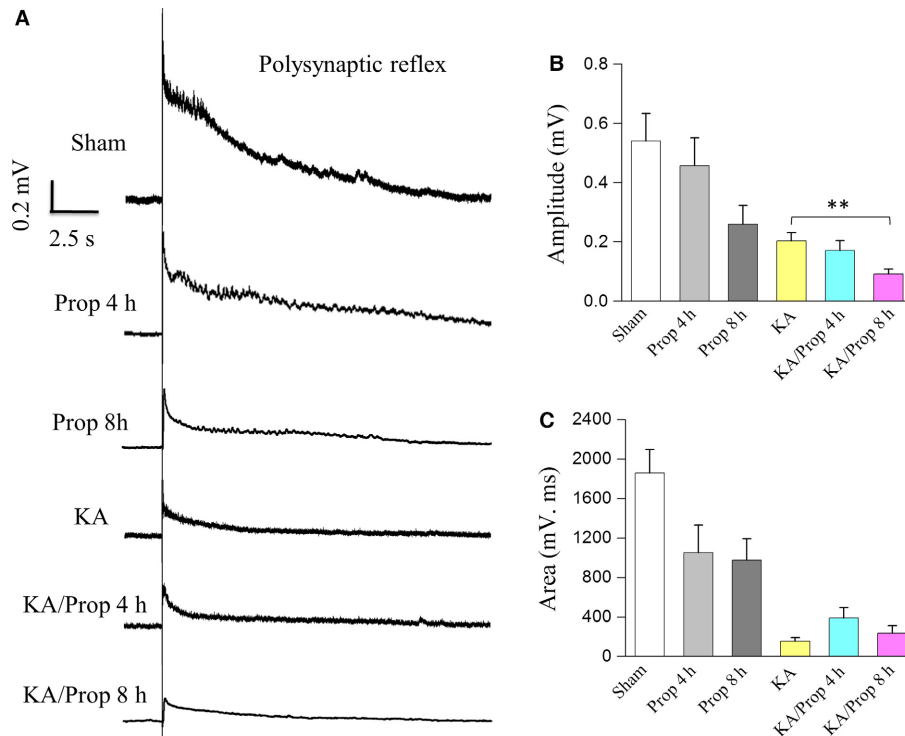 A
Polysynaptic reflex
Sham
0.2 mV
2.5 s
Prop 4 h
Prop 8h
KA
KA/Prop 4 h
KA/Prop 8 h
B
Amplitude (mV)
0.8
0.6
0.4
0.2
0.0
**
Sham
Prop 4 h
Prop 8 h
KA
KA/Prop 4 h
KA/Prop 8 h
C
Area (mV. ms)
2400
2000
1600
1200
800
400
0
Sham
Prop 4 h
Prop 8 h
KA
KA/Prop 4 h
KA/Prop 8 h